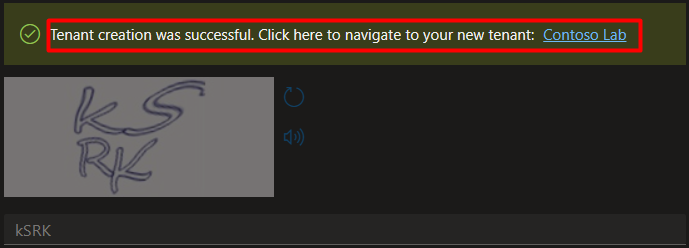 Tenant creation was successful. Click here to navigate to your new tenant: Contoso Lab
kS
RK
kSRK